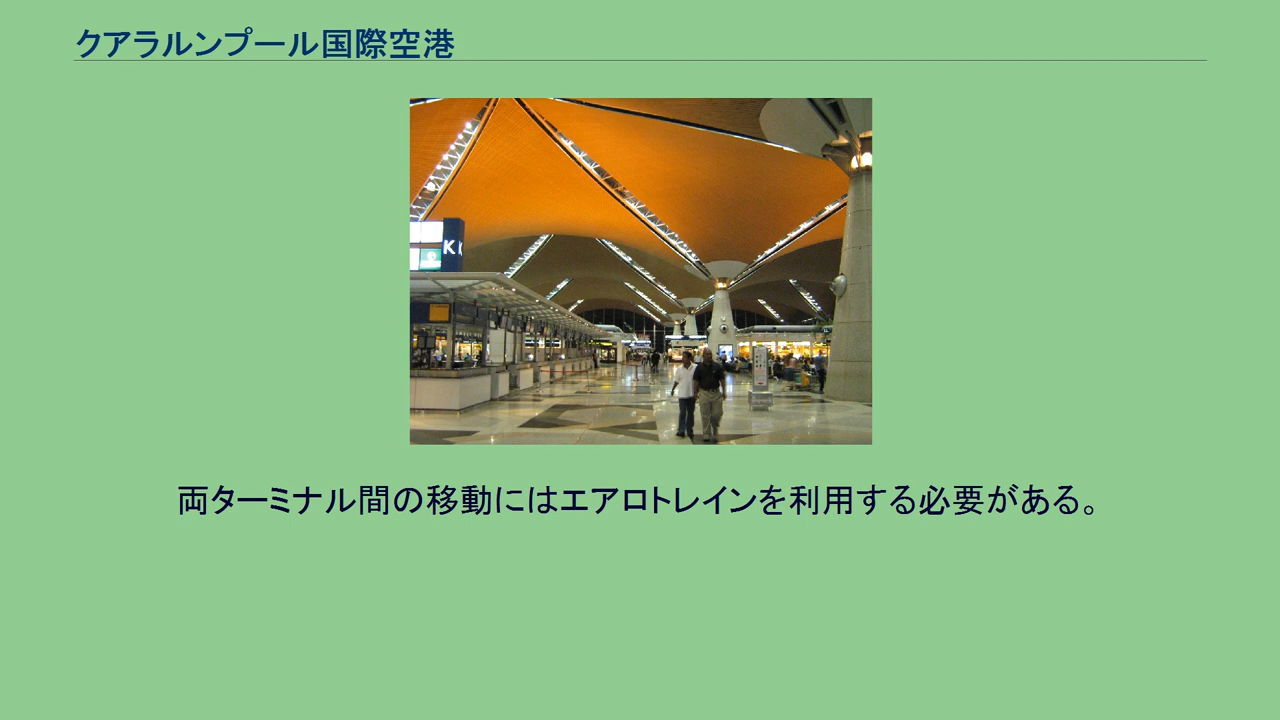 クアラルンプール国際空港
K
両ターミナル間の移動にはエアロトレインを利用する必要がある。